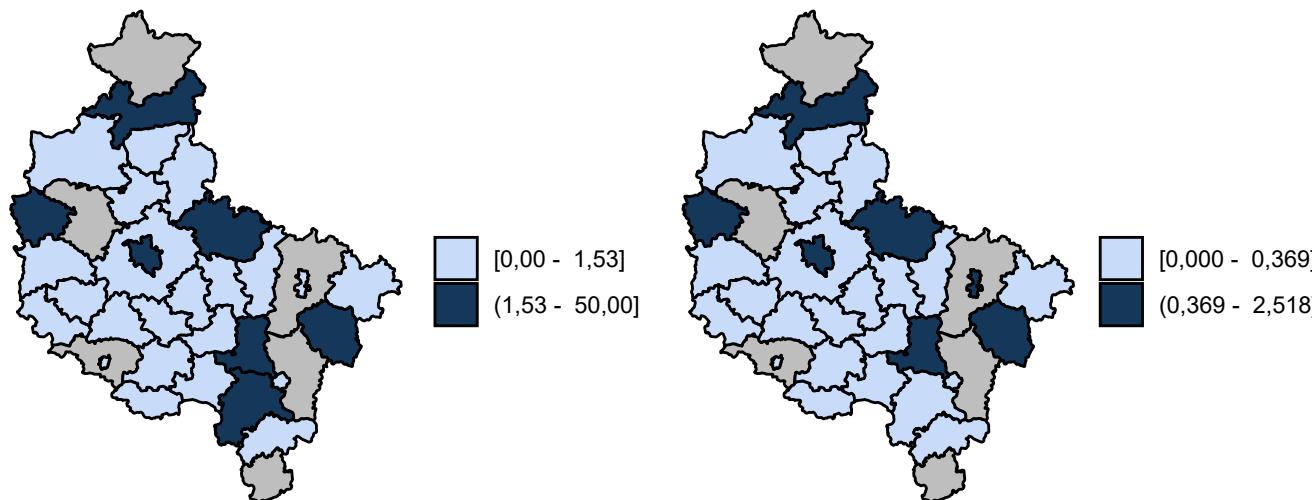 [0,00 - 1,53]
(1,53 - 50,00]
[0,000 - 0,369]
(0,369 - 2,518]